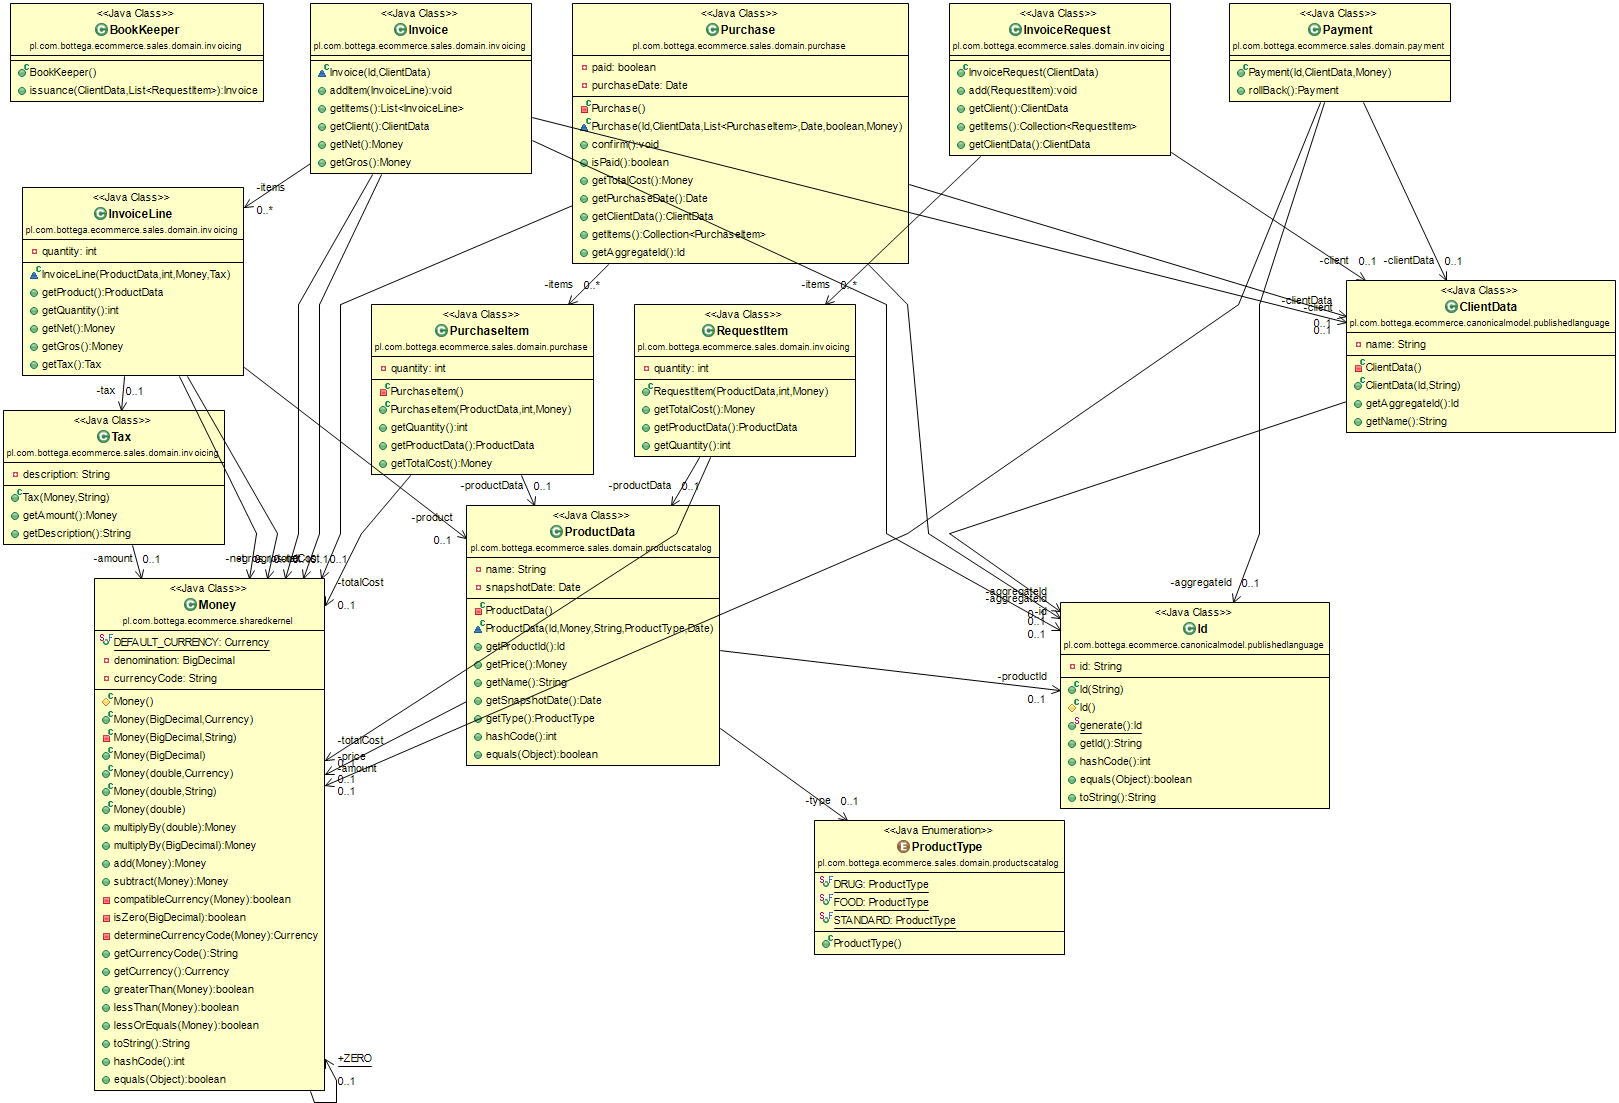 <<Java Class>>
BookKeeper
pl.com.bottega.ecommerce.sales.domain.invoicing
BookKeeper()
issuance(ClientData,List<RequestItem>):Invoice
<<Java Class>>
Invoice
pl.com.bottega.ecommerce.sales.domain.invoicing
Invoice(Id,ClientData)
addItem(InvoiceLine):void
getItems():List<InvoiceLine>
getClient():ClientData
getNet():Money
getGros():Money
<<Java Class>>
Purchase
pl.com.bottega.ecommerce.sales.domain.purchase
paid: boolean
purchaseDate: Date
Purchase()
Purchase(Id,ClientData,List<PurchaseItem>,Date,boolean,Money)
confirm():void
isPaid():boolean
getTotalCost():Money
getPurchaseDate():Date
getClientData():ClientData
getItems():Collection<PurchaseItem>
getAggregateId():Id
<<Java Class>>
InvoiceRequest
pl.com.bottega.ecommerce.sales.domain.invoicing
InvoiceRequest(ClientData)
add(RequestItem):void
getClient():ClientData
getItems():Collection<RequestItem>
getClientData():ClientData
<<Java Class>>
Payment
pl.com.bottega.ecommerce.sales.domain.payment
Payment(Id,ClientData,Money)
rollBack():Payment
-items
0..*
<<Java Class>>
InvoiceLine
pl.com.bottega.ecommerce.sales.domain.invoicing
quantity: int
InvoiceLine(ProductData,int,Money,Tax)
getProduct():ProductData
getQuantity():int
getNet():Money
getGros():Money
getTax():Tax
-items 0..*
-items 0..*
-client 0..1
-clientData 0..1
-clientData
-client
0..1
0..1
<<Java Class>>
PurchaseItem
pl.com.bottega.ecommerce.sales.domain.purchase
quantity: int
PurchaseItem()
PurchaseItem(ProductData,int,Money)
getQuantity():int
getProductData():ProductData
getTotalCost():Money
<<Java Class>>
RequestItem
pl.com.bottega.ecommerce.sales.domain.invoicing
quantity: int
RequestItem(ProductData,int,Money)
getTotalCost():Money
getProductData():ProductData
getQuantity():int
<<Java Class>>
ClientData
pl.com.bottega.ecommerce.canonicalmodel.publishedlanguage
name: String
ClientData()
ClientData(Id,String)
getAggregateId():Id
getName():String
-tax 0..1
<<Java Class>>
Tax
pl.com.bottega.ecommerce.sales.domain.invoicing
description: String
Tax(Money,String)
getAmount():Money
getDescription():String
-productData 0..1
-productData 0..1
-product
0..1
-amount 0..1
-totalCost
0..1
<<Java Class>>
ProductData
pl.com.bottega.ecommerce.sales.domain.productscatalog
name: String
snapshotDate: Date
ProductData()
ProductData(Id,Money,String,ProductType,Date)
getProductId():Id
getPrice():Money
getName():String
getSnapshotDate():Date
getType():ProductType
hashCode():int
equals(Object):boolean
-aggregateId 0..1
-aggregateId
-aggregateId
-id
0..1
0..1
-productId
0..1
<<Java Class>>
Id
pl.com.bottega.ecommerce.canonicalmodel.publishedlanguage
id: String
Id(String)
Id()
generate():Id
getId():String
hashCode():int
equals(Object):boolean
toString():String
<<Java Class>>
Money
pl.com.bottega.ecommerce.sharedkernel
DEFAULT_CURRENCY: Currency
denomination: BigDecimal
currencyCode: String
Money()
Money(BigDecimal,Currency)
Money(BigDecimal,String)
Money(BigDecimal)
Money(double,Currency)
Money(double,String)
Money(double)
multiplyBy(double):Money
multiplyBy(BigDecimal):Money
add(Money):Money
subtract(Money):Money
compatibleCurrency(Money):boolean
isZero(BigDecimal):boolean
determineCurrencyCode(Money):Currency
getCurrencyCode():String
getCurrency():Currency
greaterThan(Money):boolean
lessThan(Money):boolean
lessOrEquals(Money):boolean
toString():String
hashCode():int
equals(Object):boolean
-totalCost
-price
0..1
-amount
0..1
0..1
-type 0..1
<<Java Enumeration>>
ProductType
pl.com.bottega.ecommerce.sales.domain.productscatalog
DRUG: ProductType
FOOD: ProductType
STANDARD: ProductType
ProductType()
+ZERO
0..1